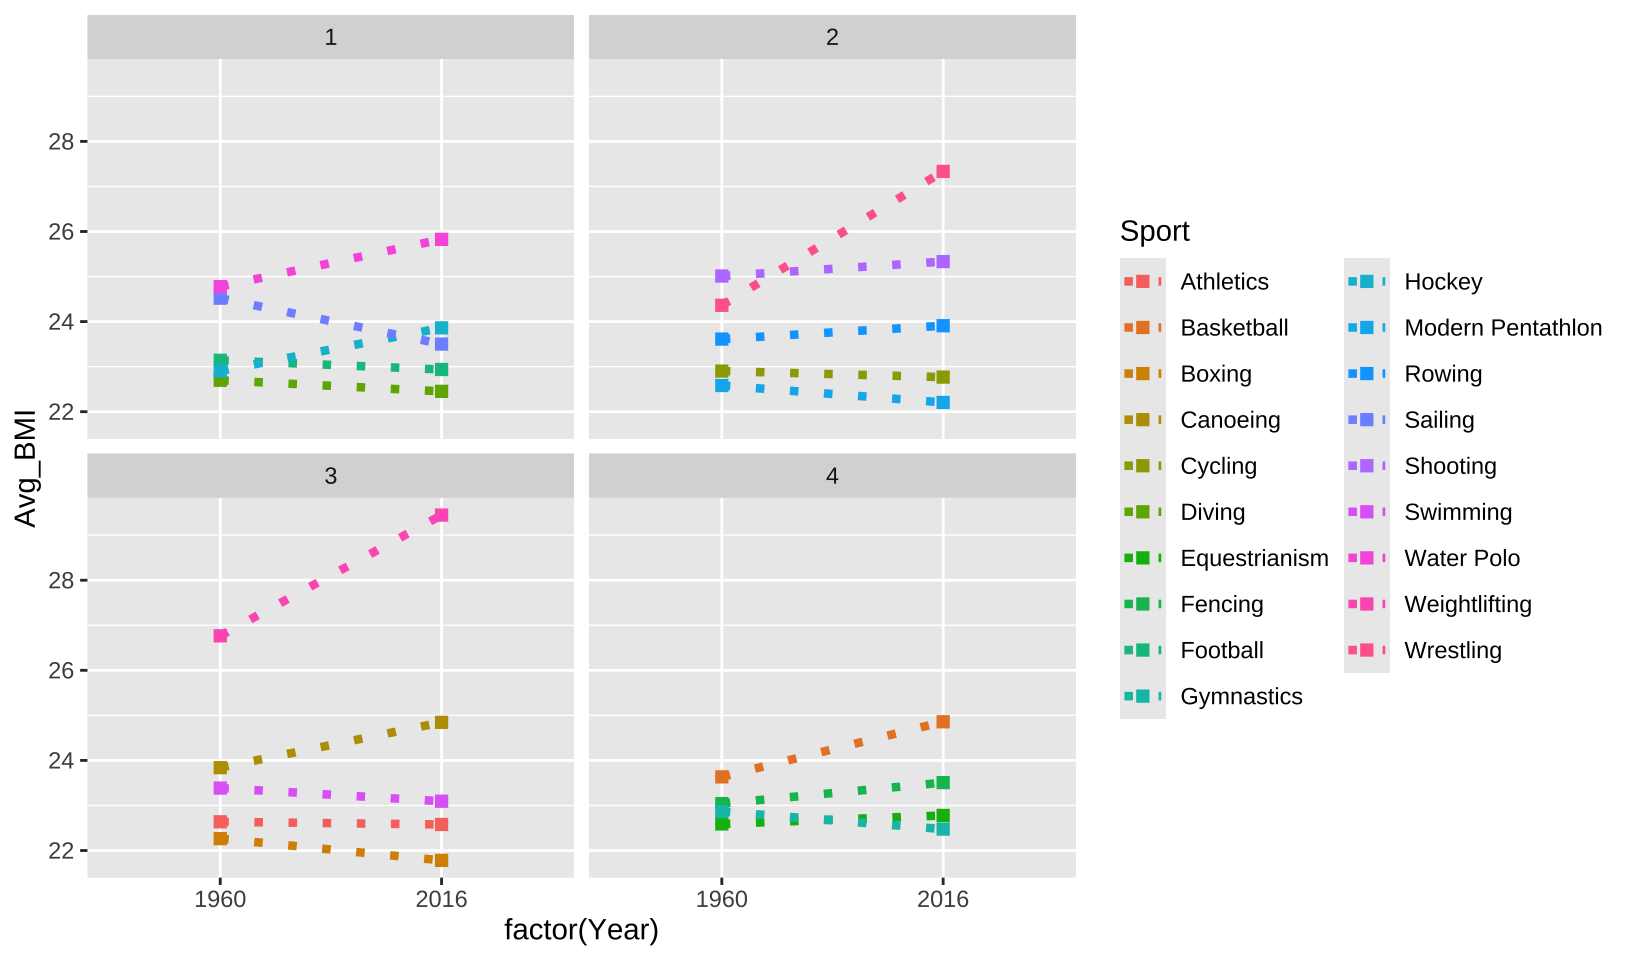 1
2
28
26
24
22
3
4
28
26
24
22
1960
2016
1960
2016
factor(Year)
Avg_BMI
Sport
Athletics
Basketball
Boxing
Canoeing
Cycling
Diving
Equestrianism
Fencing
Football
Gymnastics
Hockey
Modern Pentathlon
Rowing
Sailing
Shooting
Swimming
Water Polo
Weightlifting
Wrestling